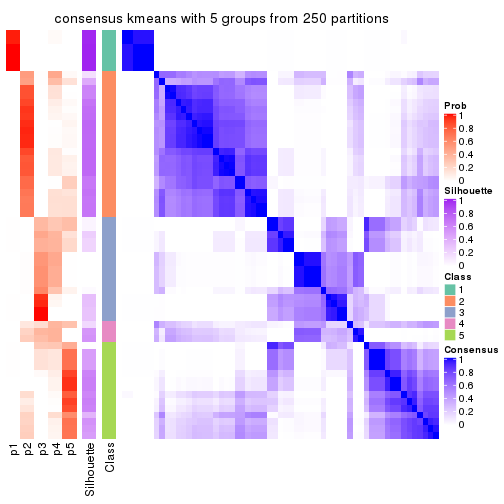 consensus kmeans with 5 groups from 250 partitions
Prob
1
0.8
0.6
0.4
0.2
0
Silhouette
1
0.8
0.6
0.4
0.2
0
Class
1
2
3
4
5
Consensus
1
0.8
0.6
0.4
0.2
0
p1
p2
p3
p4
p5
Silhouette
Class